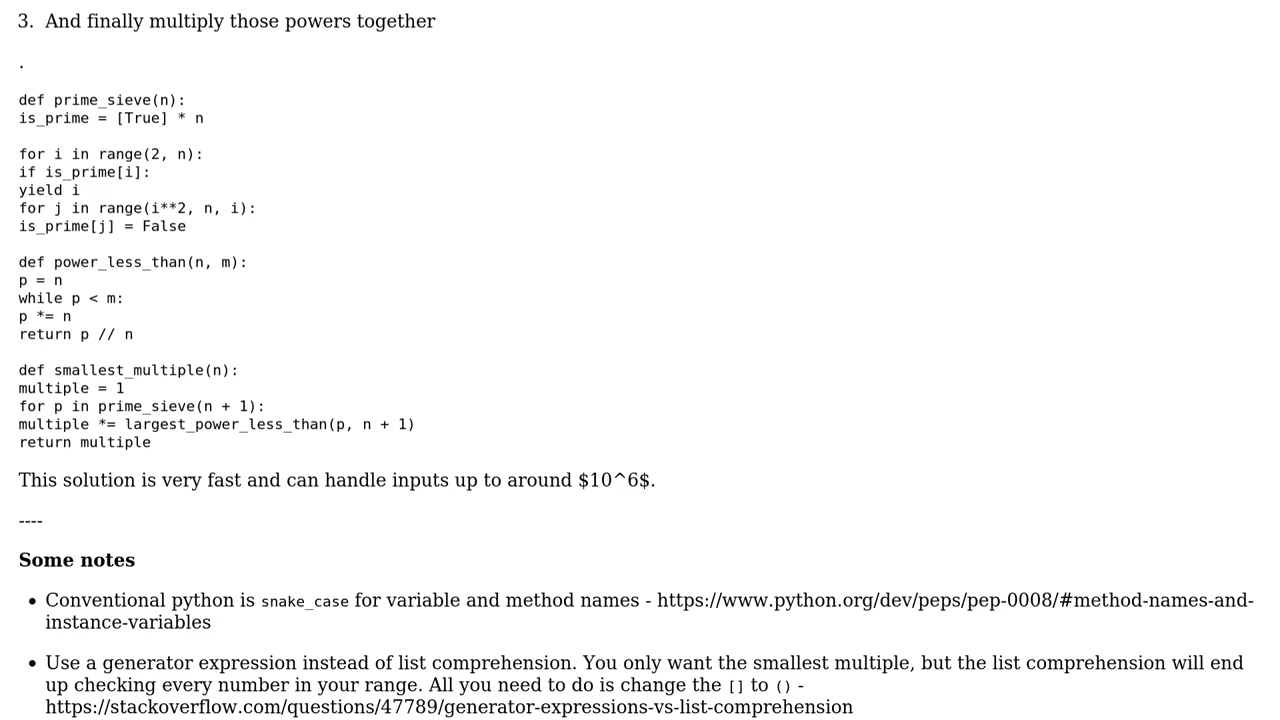 3. And finally multiply those powers together
.
def prime_sieve(n):
is_prime = [True] * n
for i in range(2, n):
if is_prime[i]:
yield i
for j in range(i**2, n, i):
is_prime[j] = False
def power_less_than(n, m):
p = n
while p < m:
p *= n
return p // n
def smallest_multiple(n):
multiple = 1
for p in prime_sieve(n + 1):
multiple *= largest_power_less_than(p, n + 1)
return multiple
This solution is very fast and can handle inputs up to around $10^6$.
----
Some notes
• Conventional python is snake_case for variable and method names - https://www.python.org/dev/peps/pep-0008/#method-names-and-
instance-variables
• Use a generator expression instead of list comprehension. You only want the smallest multiple, but the list comprehension will end
up checking every number in your range. All you need to do is change the [] to () -
https://stackoverflow.com/questions/47789/generator-expressions-vs-list-comprehension